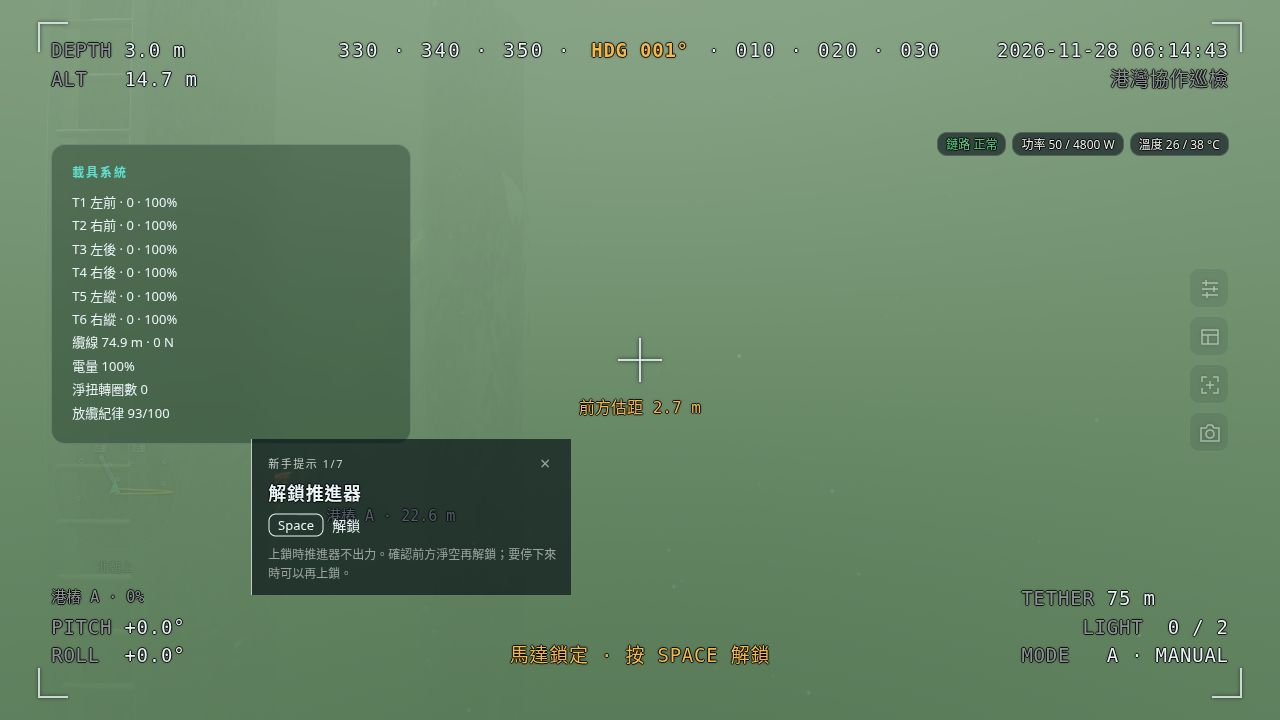 DEPTH 3.0 m
ALT 14.7 m
330 · 340 · 350 · HDG 001° · 010 · 020 · 030
2026-11-28 06:14:43
港灣協作巡檢
鏈路 正常
功率 50 / 4800 W
溫度 26 / 38 °C
載具系統
T1 左前 · 0 · 100%
T2 右前 · 0 · 100%
T3 左後 · 0 · 100%
T4 右後 · 0 · 100%
T5 左縱 · 0 · 100%
T6 右縱 · 0 · 100%
纜線 74.9 m · 0 N
電量 100%
淨扭轉圈數 0
放纜紀律 93/100
前方估距 2.7 m
新手提示 1/7
×
解鎖推進器
港樁 A · 22.6 m
Space 解鎖
上鎖時推進器不出力。確認前方淨空再解鎖；要停下來
時可以再上鎖。
港樁 A · 0%
PITCH +0.0°
ROLL +0.0°
馬達鎖定 · 按 SPACE 解鎖
TETHER 75 m
LIGHT 0 / 2
MODE A · MANUAL